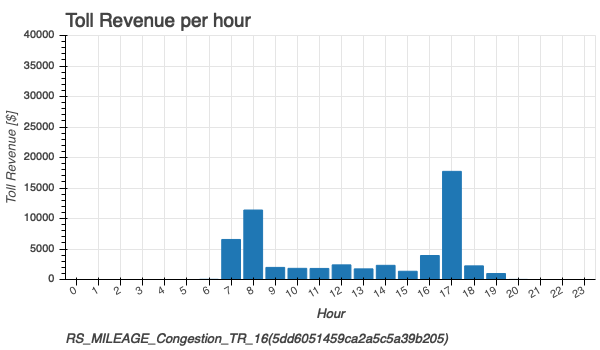 Toll Revenue per hour
40000
35000
30000
25000
20000
15000
10000
5000
0
Toll Revenue [$]
0 1 2 3 4 5 6 7 8 9 10 11 12 13 14 15 16 17 18 19 20 21 22 23
Hour
RS_MILEAGE_Congestion_TR_16(5dd6051459ca2a5c5a39b205)